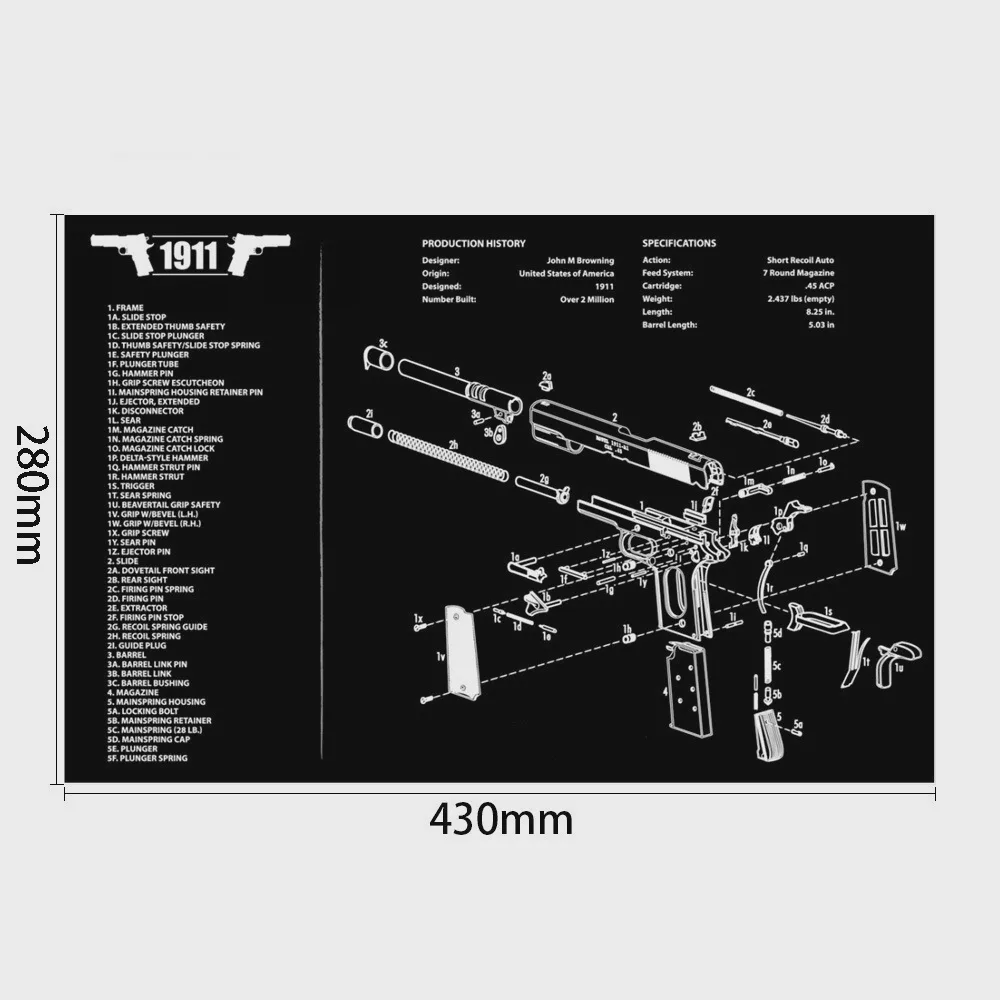 1911
1. FRAME
1A. SLIDE STOP
1B. EXTENDED THUMB SAFETY
1C. SLIDE STOP PLUNGER
1D. THUMB SAFETY/SLIDE STOP SPRING
1E. SAFETY PLUNGER
1F. PLUNGER TUBE
1G. HAMMER PIN
1H. GRIP SCREW ESCUTCHEON
1I. MAINSPRING HOUSING RETAINER PIN
1J. EJECTOR, EXTENDED
1K. DISCONNECTOR
1L. SEAR
1M. MAGAZINE CATCH
1N. MAGAZINE CATCH SPRING
1O. MAGAZINE CATCH LOCK
1P. DELTA-STYLE HAMMER
1Q. HAMMER STRUT PIN
1R. HAMMER STRUT
1S. TRIGGER
1T. SEAR SPRING
1U. BEAVERTAIL GRIP SAFETY
1V. GRIP W/BEVEL (L.H.)
1W. GRIP W/BEVEL (R.H.)
1X. GRIP SCREW
1Y. SEAR PIN
1Z. EJECTOR PIN
2. SLIDE
2A. DOVETAIL FRONT SIGHT
2B. REAR SIGHT
2C. FIRING PIN SPRING
2D. FIRING PIN
2E. EXTRACTOR
2F. FIRING PIN STOP
2G. RECOIL SPRING GUIDE
2H. RECOIL SPRING
2I. GUIDE PLUG
3. BARREL
3A. BARREL LINK PIN
3B. BARREL LINK
3C. BARREL BUSHING
4. MAGAZINE
5. MAINSPRING HOUSING
5A. LOCKING BOLT
5B. MAINSPRING RETAINER
5C. MAINSPRING (28 LB.)
5D. MAINSPRING CAP
5E. PLUNGER
5F. PLUNGER SPRING
PRODUCTION HISTORY
Designer: John M Browning
Origin: United States of America
Designed: 1911
Number Built: Over 2 Million
SPECIFICATIONS
Action: Short Recoil Auto
Feed System: 7 Round Magazine
Cartridge: .45 ACP
Weight: 2.437 lbs (empty)
Length: 8.25 in.
Barrel Length: 5.03 in
3c
3
2a
2c
2i
3a
3b
2h
2
2b
2d
2e
MODEL 1911-A1
CAL .45
2g
2f
1m
1n
1o
1
1j
1p
1w
1k
1l
1q
1a
1z
1h
1f
1y
1g
1r
1b
1x
1c
1d
1e
1h
1i
1s
5d
1v
4
5c
1t
1u
5b
5
5a
280mm
430mm